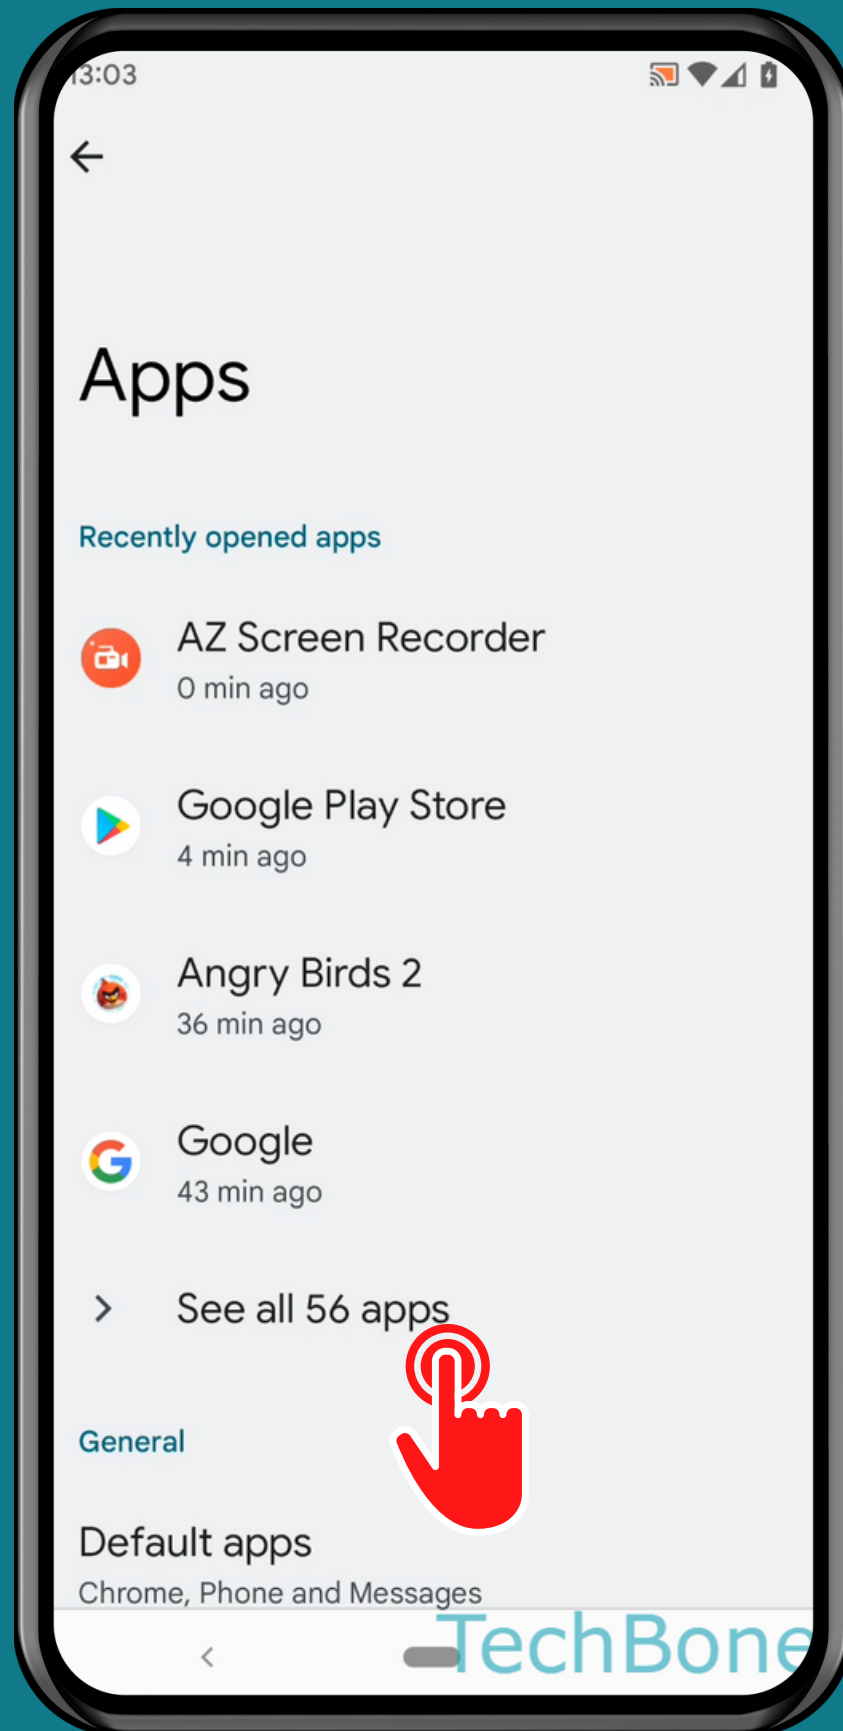 13:03
Apps
Recently opened apps
AZ Screen Recorder
0 min ago
Google Play Store
4 min ago
Angry Birds 2
36 min ago
Google
43 min ago
See all 56 apps
General
Default apps
Chrome, Phone and Messages
TechBone